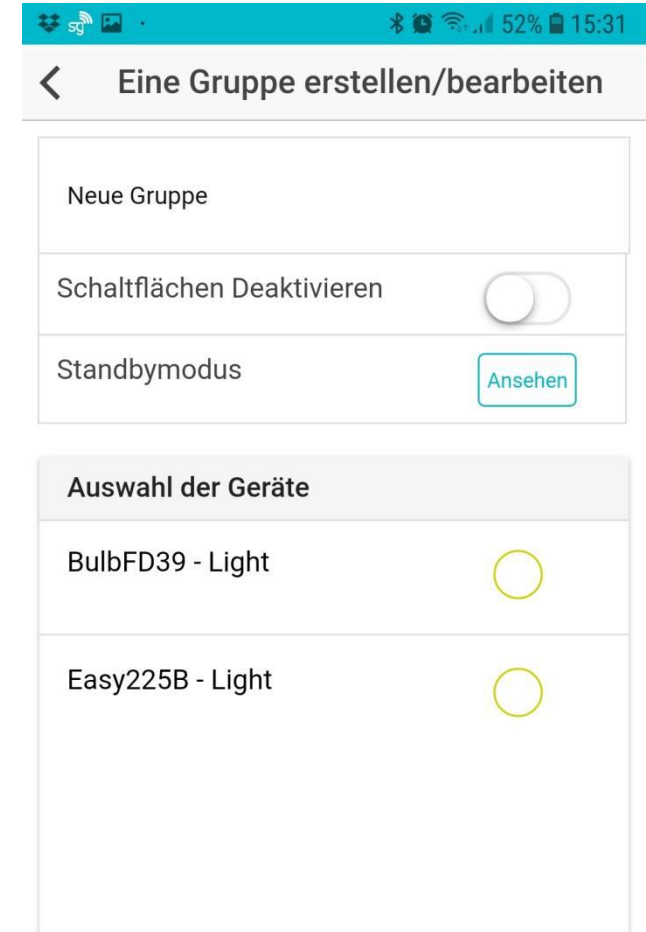 sg 52% 15:31
Eine Gruppe erstellen/bearbeiten
Neue Gruppe
Schaltflächen Deaktivieren
Standbymodus
Ansehen
Auswahl der Geräte
BulbFD39 - Light
Easy225B - Light